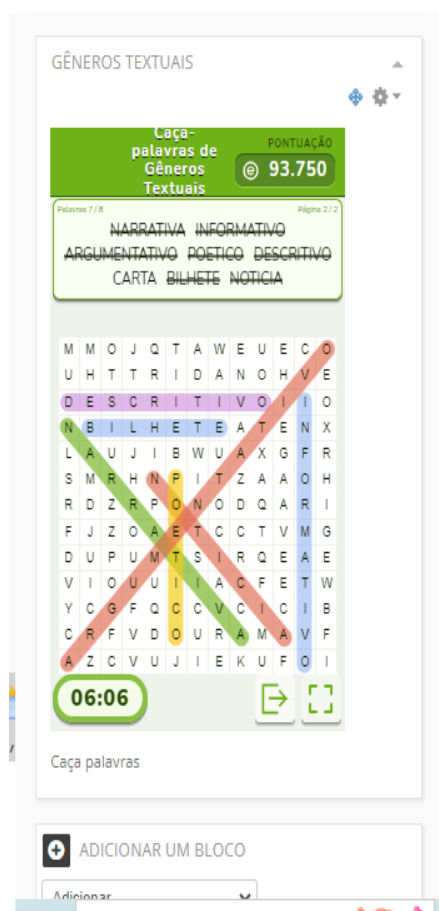 GÊNEROS TEXTUAIS
Caça-
palavras de
Gêneros
Textuais
PONTUAÇÃO
e 93.750
Palavras 7 / 8
Página 2 / 2
NARRATIVA INFORMATIVO
ARGUMENTATIVO POETICO DESCRITIVO
CARTA BILHETE NOTICIA
M M O J Q T A W E U E C O
U H T T R I D A N O H V E
D E S C R I T I V O I I O
N B I L H E T E A T E N X
L A U J I B W U A X G F R
S M R H N P I T Z A A O H
R D Z R P O N O D Q A R I
F J Z O A E T C C T V M G
D U P U M T S I R Q E A E
V I O U U I I A C F E T W
Y C G F Q C C V C I C I B
C R F V D O U R A M A V F
A Z C V U J I E K U F O I
06:06
Caça palavras
ADICIONAR UM BLOCO
Adicionar